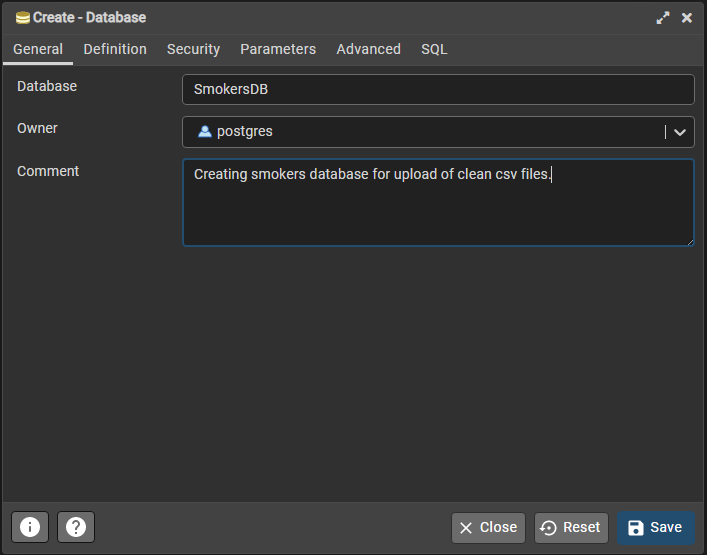 Create - Database
General Definition Security Parameters Advanced SQL
Database SmokersDB
Owner postgres
Comment Creating smokers database for upload of clean csv files.
Close Reset Save